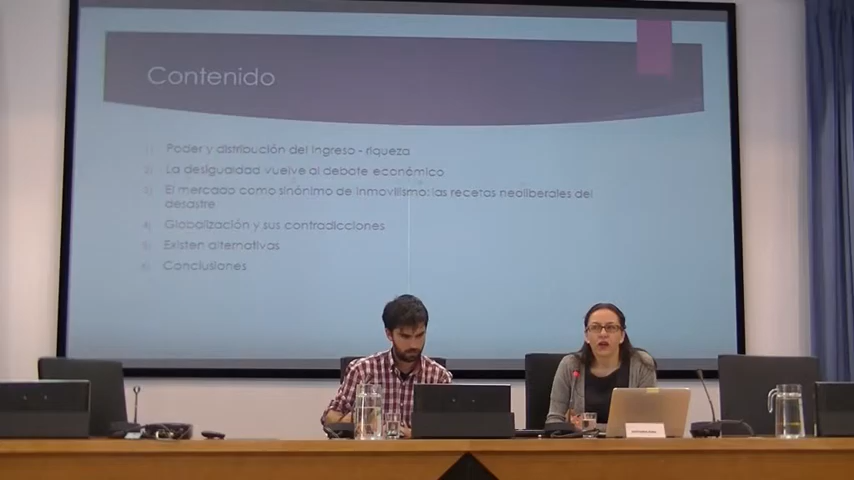 Contenido
1) Poder y distribución del ingreso - riqueza
2) La desigualdad vuelve al debate económico
3) El mercado como sinónimo de inmovilismo: las recetas neoliberales del
desastre
4) Globalización y sus contradicciones
5) Existen alternativas
6) Conclusiones